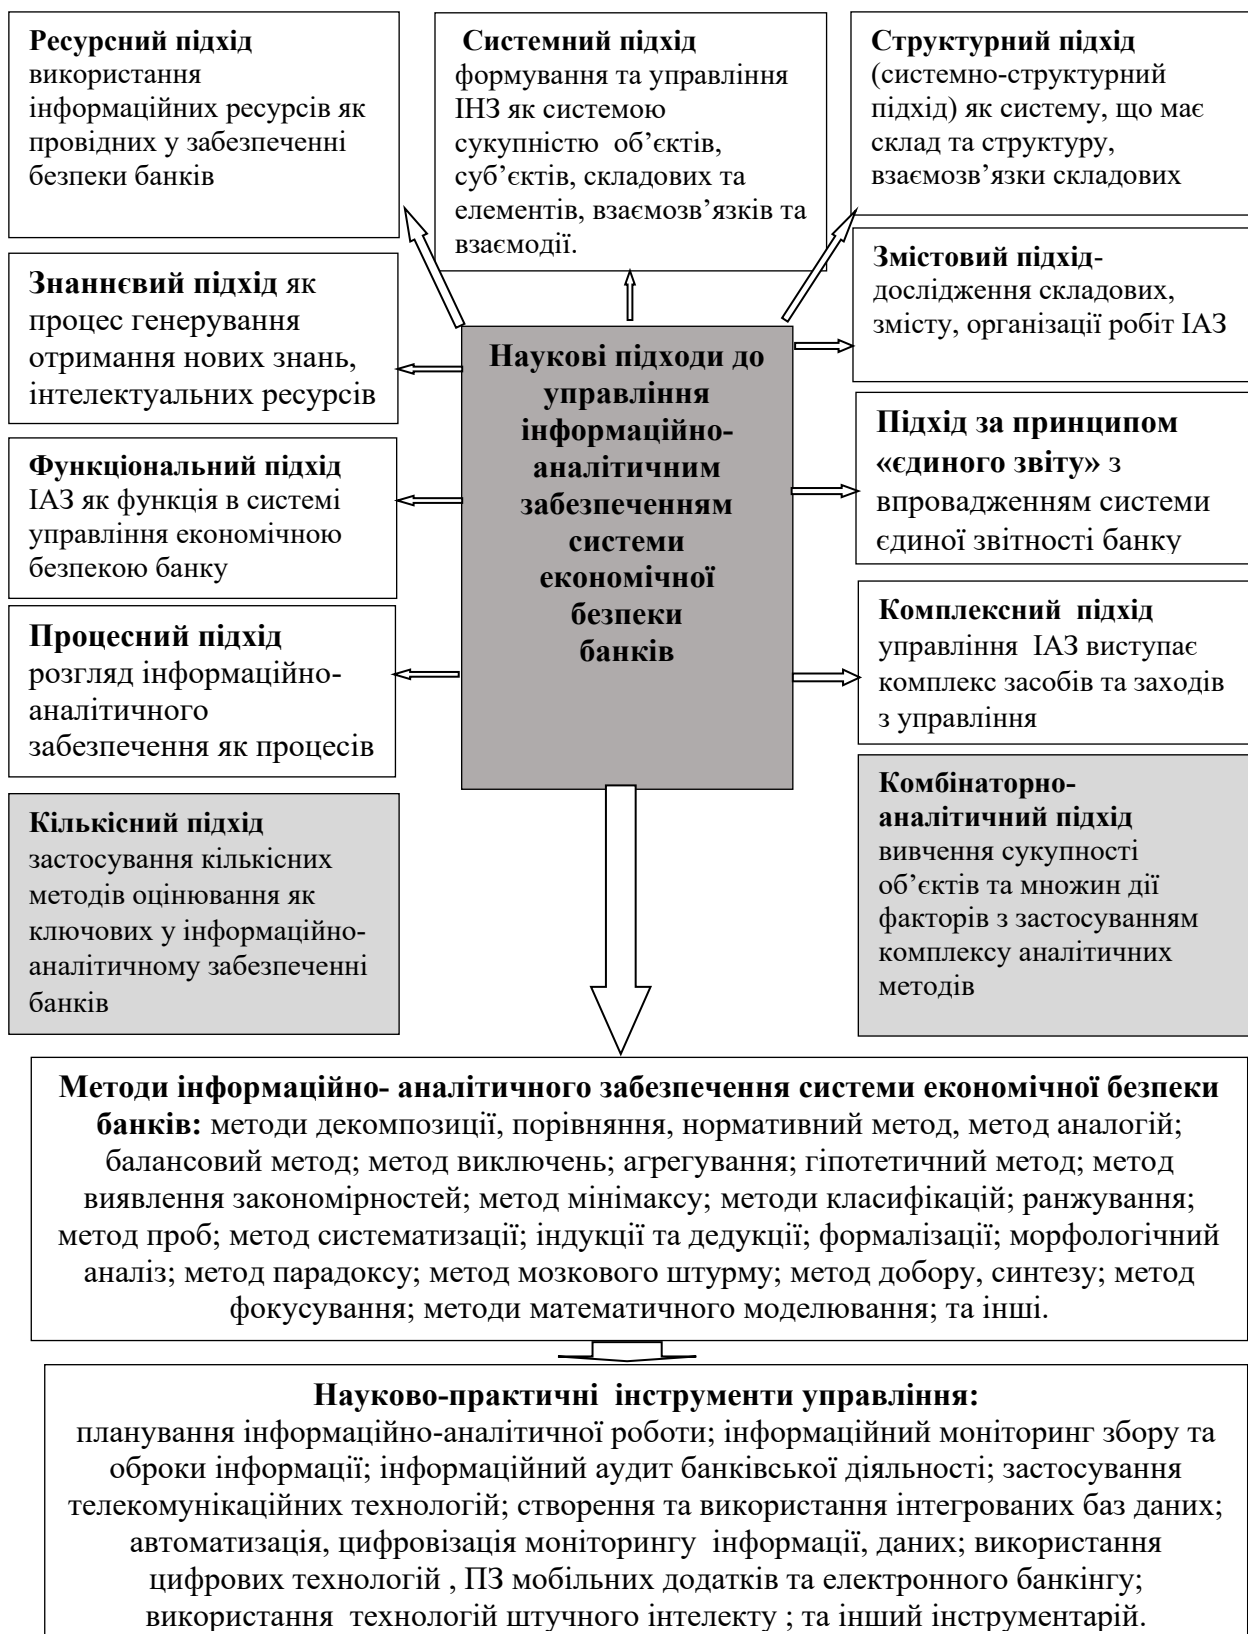 Ресурсний підхід
використання
інформаційних ресурсів як
провідних у забезпеченні
безпеки банків
Системний підхід
формування та управління
ІНЗ як системою
сукупністю об’єктів,
суб’єктів, складових та
елементів, взаємозв’язків та
взаємодії.
Структурний підхід
(системно-структурний
підхід) як систему, що має
склад та структуру,
взаємозв’язки складових
Знаннєвий підхід як
процес генерування
отримання нових знань,
інтелектуальних ресурсів
Змістовий підхід-
дослідження складових,
змісту, організації робіт ІАЗ
Наукові підходи до
управління
інформаційно-
аналітичним
забезпеченням
системи
економічної
безпеки
банків
Функціональний підхід
ІАЗ як функція в системі
управління економічною
безпекою банку
Підхід за принципом
«єдиного звіту» з
впровадженням системи
єдиної звітності банку
Процесний підхід
розгляд інформаційно-
аналітичного
забезпечення як процесів
Комплексний підхід
управління ІАЗ виступає
комплекс засобів та заходів
з управління
Кількісний підхід
застосування кількісних
методів оцінювання як
ключових у інформаційно-
аналітичному забезпеченні
банків
Комбінаторно-
аналітичний підхід
вивчення сукупності
об’єктів та множин дії
факторів з застосуванням
комплексу аналітичних
методів
Методи інформаційно- аналітичного забезпечення системи економічної безпеки
банків: методи декомпозиції, порівняння, нормативний метод, метод аналогій;
балансовий метод; метод виключень; агрегування; гіпотетичний метод; метод
виявлення закономірностей; метод мінімаксу; методи класифікацій; ранжування;
метод проб; метод систематизації; індукції та дедукції; формалізації; морфологічний
аналіз; метод парадоксу; метод мозкового штурму; метод добору, синтезу; метод
фокусування; методи математичного моделювання; та інші.
Науково-практичні інструменти управління:
планування інформаційно-аналітичної роботи; інформаційний моніторинг збору та
оброки інформації; інформаційний аудит банківської діяльності; застосування
телекомунікаційних технологій; створення та використання інтегрованих баз даних;
автоматизація, цифровізація моніторингу інформації, даних; використання
цифрових технологій , ПЗ мобільних додатків та електронного банкінгу;
використання технологій штучного інтелекту ; та інший інструментарій.